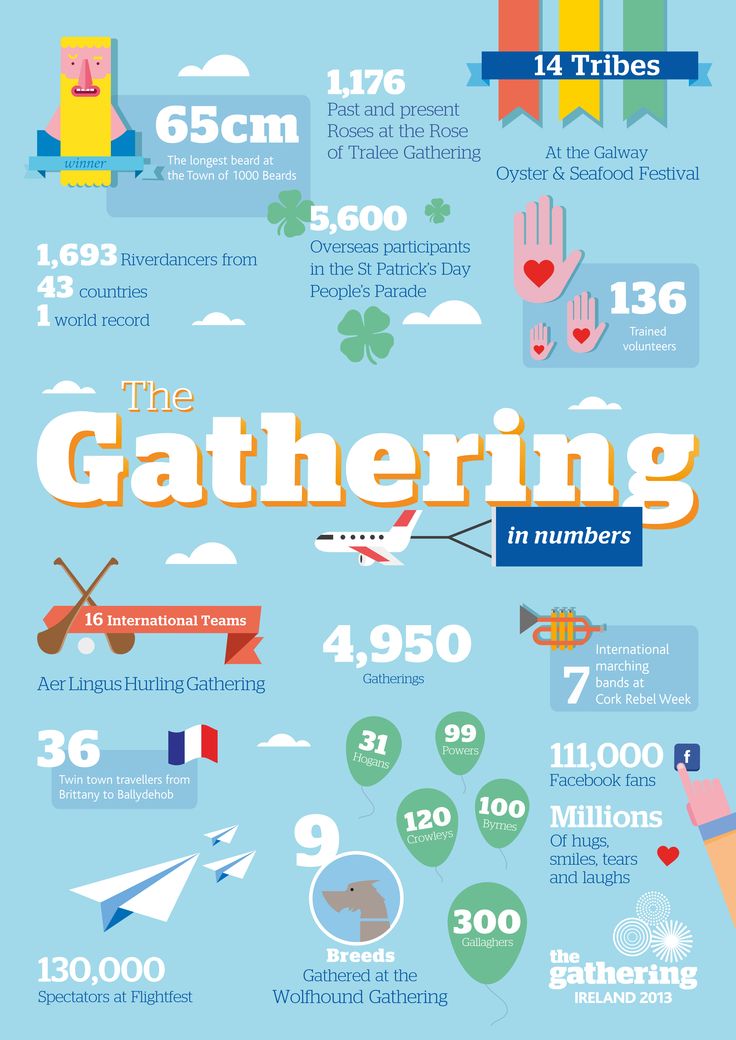 winner
65cm
The longest beard at
the Town of 1000 Beards
1,176
Past and present
Roses at the Rose
of Tralee Gathering
14 Tribes
At the Galway
Oyster & Seafood Festival
1,693 Riverdancers from
43 countries
1 world record
5,600
Overseas participants
in the St Patrick's Day
People's Parade
136
Trained
volunteers
The
Gathering
in numbers
16 International Teams
Aer Lingus Hurling Gathering
4,950
Gatherings
7
International
marching
bands at
Cork Rebel Week
36
Twin town travellers from
Brittany to Ballydehob
31
Hogans
99
Powers
120
Crowleys
100
Byrnes
300
Gallaghers
111,000
f
Facebook fans
Millions
Of hugs,
smiles, tears
and laughs
130,000
Spectators at Flightfest
9
Breeds
Gathered at the
Wolfhound Gathering
the
gathering
IRELAND 2013